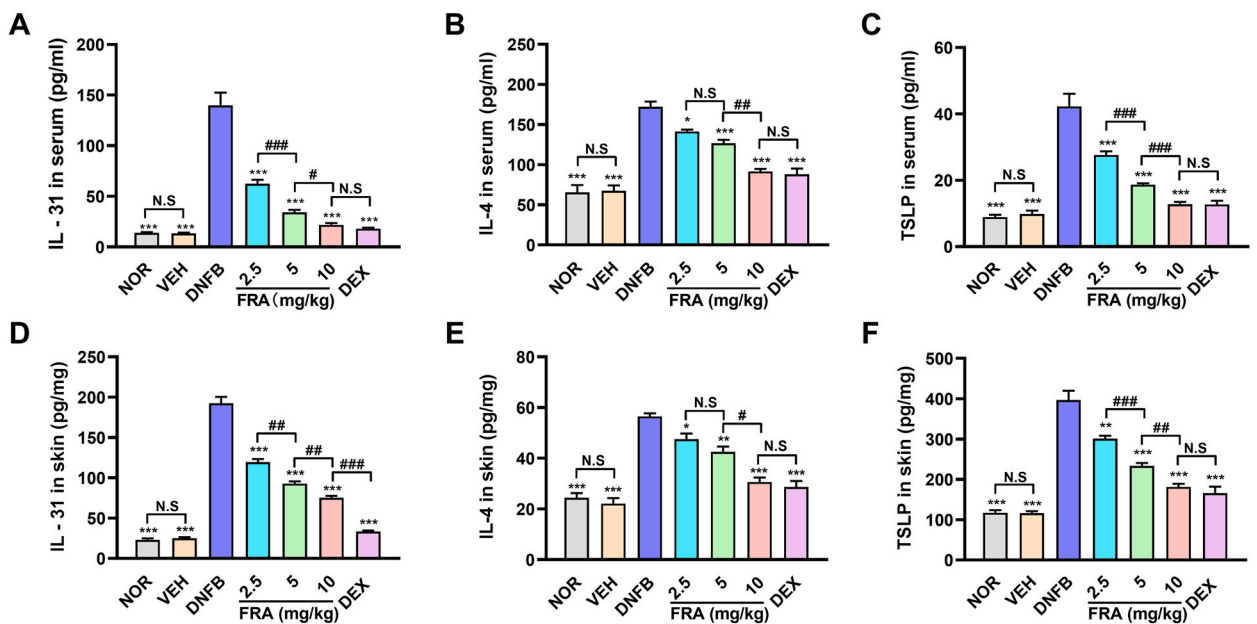 A
IL - 31 in serum (pg/ml)
200
150
100
50
0
N.S
###
#
N.S
***
***
***
***
***
***
NOR
VEH
DNFB
2.5
5
10
DEX
FRA（mg/kg)
B
IL-4 in serum (pg/ml)
250
200
150
100
50
0
N.S
N.S
##
N.S
***
***
*
***
***
***
NOR
VEH
DNFB
2.5
5
10
DEX
FRA (mg/kg)
C
TSLP in serum (pg/ml)
60
40
20
0
N.S
###
###
N.S
***
***
***
***
***
***
NOR
VEH
DNFB
2.5
5
10
DEX
FRA (mg/kg)
D
IL - 31 in skin (pg/mg)
250
200
150
100
50
0
N.S
##
##
###
***
***
***
***
***
***
NOR
VEH
DNFB
2.5
5
10
DEX
FRA (mg/kg)
E
IL-4 in skin (pg/mg)
80
60
40
20
0
N.S
N.S
#
N.S
***
***
*
**
***
***
NOR
VEH
DNFB
2.5
5
10
DEX
FRA (mg/kg)
F
TSLP in skin (pg/mg)
500
400
300
200
100
0
N.S
###
##
N.S
***
***
**
***
***
***
NOR
VEH
DNFB
2.5
5
10
DEX
FRA (mg/kg)